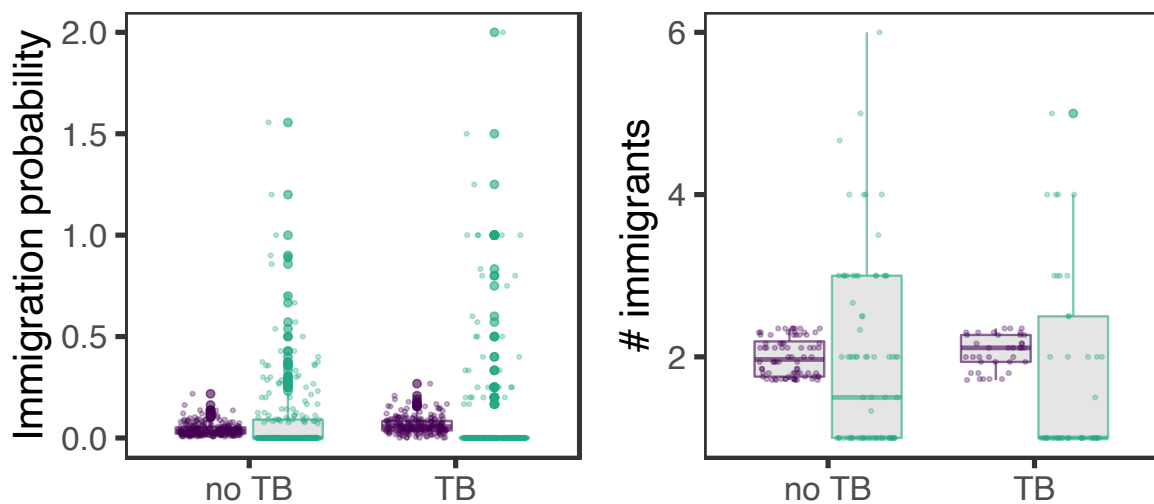 Immigration probability
2.0
1.5
1.0
0.5
0.0
no TB
TB
# immigrants
6
4
2
no TB
TB